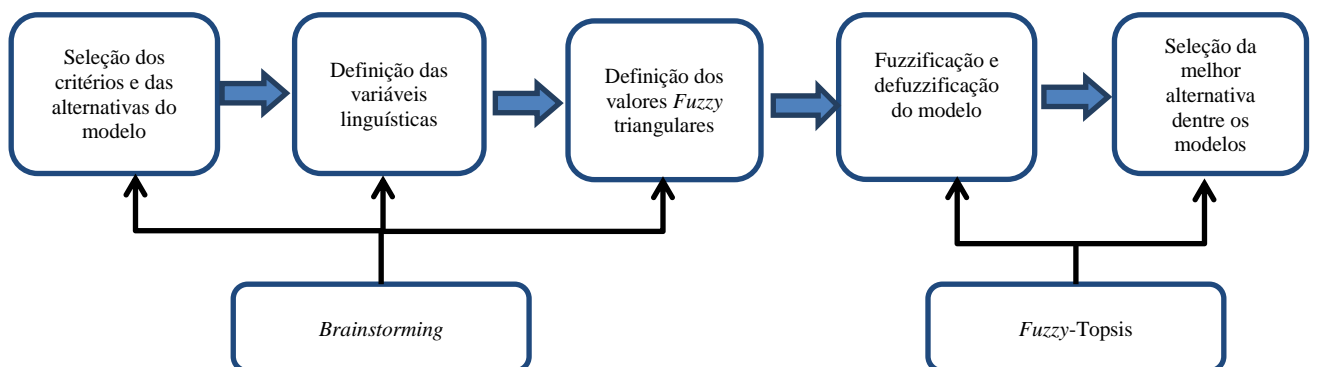 Seleção dos
critérios e das
alternativas do
modelo
Definição das
variáveis
linguísticas
Definição dos
valores Fuzzy
triangulares
Fuzzificação e
defuzzificação
do modelo
Seleção da
melhor
alternativa
dentre os
modelos
Brainstorming
Fuzzy-Topsis